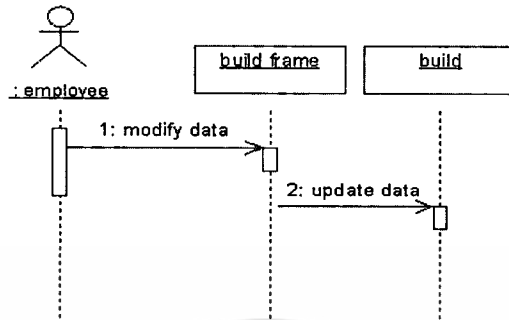 build frame
build
: employee
1: modify data
2: update data